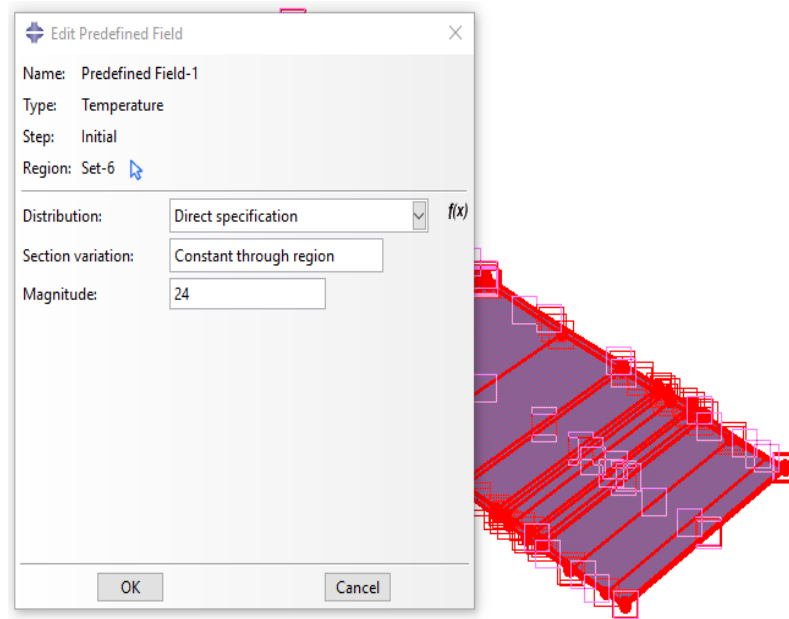 Edit Predefined Field
Name: Predefined Field-1
Type: Temperature
Step: Initial
Region: Set-6
Distribution: Direct specification f(x)
Section variation: Constant through region
Magnitude: 24
OK Cancel